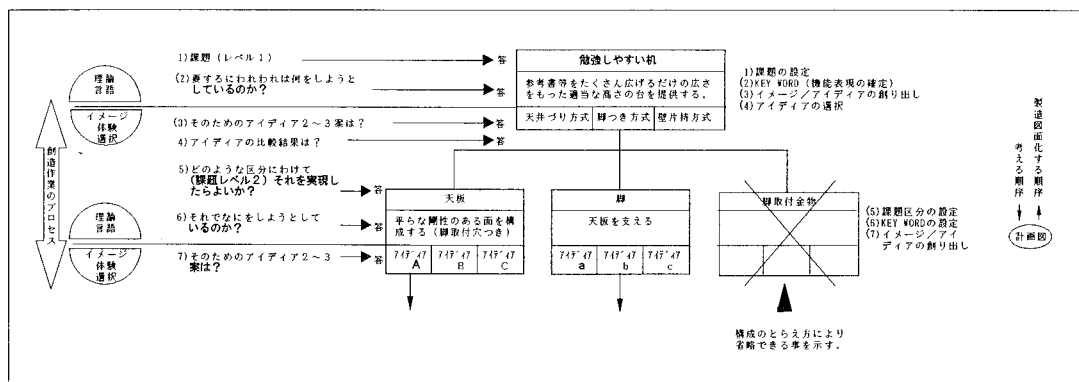 1)課題(レベル1)
答
勉強しやすい机
理論
言語
(2)要するにわれわれは何をしようと
しているのか?
答
参考書等をたくさん広げるだけの広さ
をもった適当な高さの台を提供する。
1)課題の設定
(2)KEY WORD(機能表現の確定)
(3)イメージ/アイディアの創り出し
(4)アイディアの選択
イメージ
体験
選択
(3)そのためのアイディア2~3案は?
答
天井づり方式
脚つき方式
壁片持方式
4)アイディアの比較結果は?
答
創造作業のプロセス
5)どのような区分にわけて
(課題レベル2)それを実現し
たらよいか?
答
天板
脚
脚取付金物
理論
言語
6)それでなにをしようとして
いるのか?
答
平らな剛性のある面を構
成する(脚取付穴つき)
天板を支える
(5)課題区分の設定
(6)KEY WORDの設定
(7)イメージ/アイ
ディアの創り出し
イメージ
体験
選択
7)そのためのアイディア2~3
案は?
答
アイディア
A
アイディア
B
アイディア
C
アイディア
a
アイディア
b
アイディア
c
構成のとらえ方により
省略できる事を示す。
製造図面化する順序
考える順序
計画図